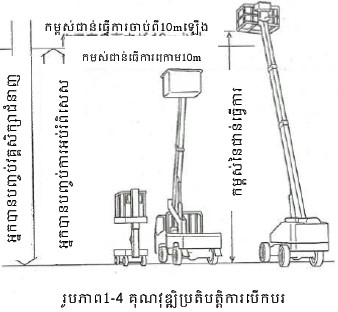 កម្ពស់ជាន់ធ្វើការចាប់ពី10mឡើង
កម្ពស់ជាន់ធ្វើការក្រោម10m
អ្នកបានបញ្ចប់វគ្គសិក្សាជំនាញ
អ្នកបានបញ្ចប់ការអប់រំពិសេស
កម្ពស់នៃជាន់ធ្វើការ
រូបភាព1-4 គុណវុឌ្ឍិប្រតិបត្តិការបើកបរ